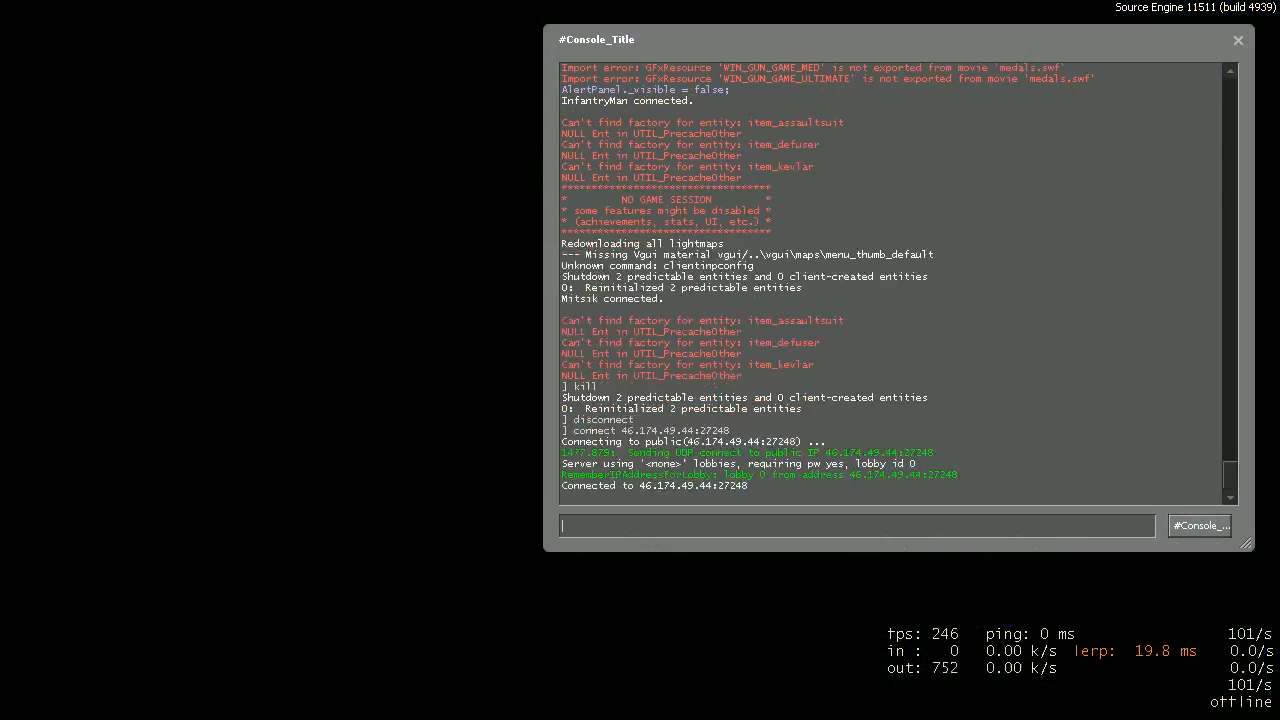 Source Engine 11511 (build 4939)
#Console_Title
Import error: GFxResource 'WIN_GUN_GAME_MED' is not exported from movie 'medals.swf'
Import error: GFxResource 'WIN_GUN_GAME_ULTIMATE' is not exported from movie 'medals.swf'
AlertPanel._visible = false;
InfantryMan connected.
Can't find factory for entity: item_assaultsuit
NULL Ent in UTIL_PrecacheOther
Can't find factory for entity: item_defuser
NULL Ent in UTIL_PrecacheOther
Can't find factory for entity: item_kevlar
NULL Ent in UTIL_PrecacheOther
***********************************
*         NO GAME SESSION         *
* some features might be disabled *
* (achievements, stats, UI, etc.) *
***********************************
Redownloading all lightmaps
--- Missing Vgui material vgui/..\vgui\maps\menu_thumb_default
Unknown command: clientinpconfig
Shutdown 2 predictable entities and 0 client-created entities
0:  Reinitialized 2 predictable entities
Mitsik connected.
Can't find factory for entity: item_assaultsuit
NULL Ent in UTIL_PrecacheOther
Can't find factory for entity: item_defuser
NULL Ent in UTIL_PrecacheOther
Can't find factory for entity: item_kevlar
NULL Ent in UTIL_PrecacheOther
] kill
Shutdown 2 predictable entities and 0 client-created entities
0:  Reinitialized 2 predictable entities
] disconnect
] connect 46.174.49.44:27248
Connecting to public(46.174.49.44:27248) ...
1477.879:  Sending UDP connect to public IP 46.174.49.44:27248
Server using '<none>' lobbies, requiring pw yes, lobby id 0
RememberIPAddressForLobby: lobby 0 from address 46.174.49.44:27248
Connected to 46.174.49.44:27248
#Console_...
fps: 246 ping: 0 ms 101/s
in : 0 0.00 k/s lerp: 19.8 ms 0.0/s
out: 752 0.00 k/s 0.0/s
101/s
offline